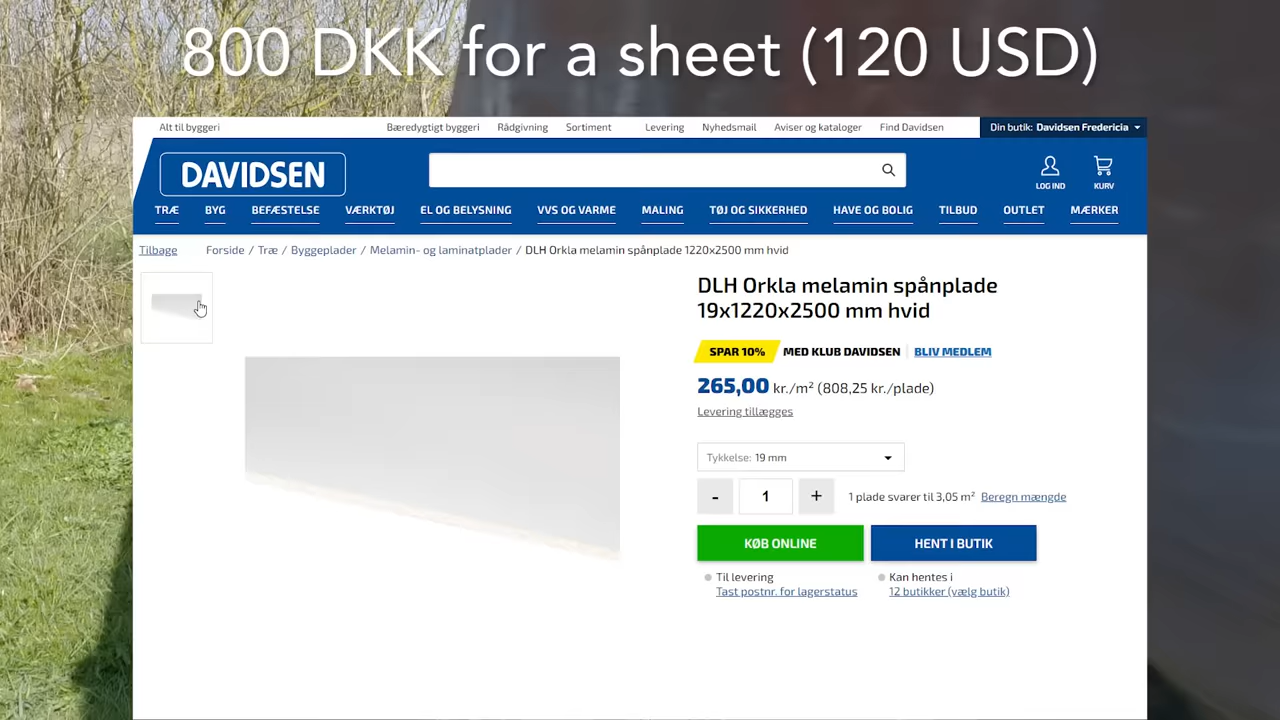 800 DKK for a sheet (120 USD)
Alt til byggeri Bæredygtigt byggeri Rådgivning Sortiment Levering Nyhedsmail Aviser og kataloger Find Davidsen Din butik: Davidsen Fredericia
DAVIDSEN
LOG IND KURV
TRÆ BYG BEFÆSTELSE VÆRKTØJ EL OG BELYSNING VVS OG VARME MALING TØJ OG SIKKERHED HAVE OG BOLIG TILBUD OUTLET MÆRKER
Tilbage Forside / Træ / Byggeplader / Melamin- og laminatplader / DLH Orkla melamin spånplade 1220x2500 mm hvid
DLH Orkla melamin spånplade
19x1220x2500 mm hvid
SPAR 10% MED KLUB DAVIDSEN | BLIV MEDLEM
265,00 kr./m² (808,25 kr./plade)
Levering tillægges
Tykkelse: 19 mm
- 1 + 1 plade svarer til 3,05 m² Beregn mængde
KØB ONLINE HENT I BUTIK
Til levering Kan hentes i
Tast postnr. for lagerstatus 12 butikker (vælg butik)